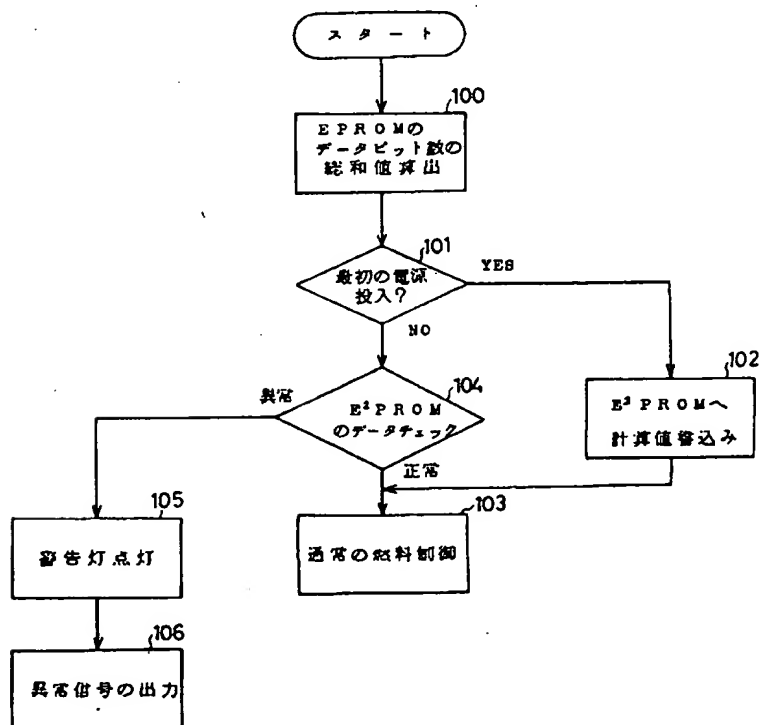 スタート
100
EPROMの
データビット数の
総和値算出
101
最初の電源
投入?
YES
NO
102
E²PROMへ
計算値書込み
104
E²PROM
のデータチェック
異常
正常
103
通常の燃料制御
105
警告灯点灯
106
異常信号の出力